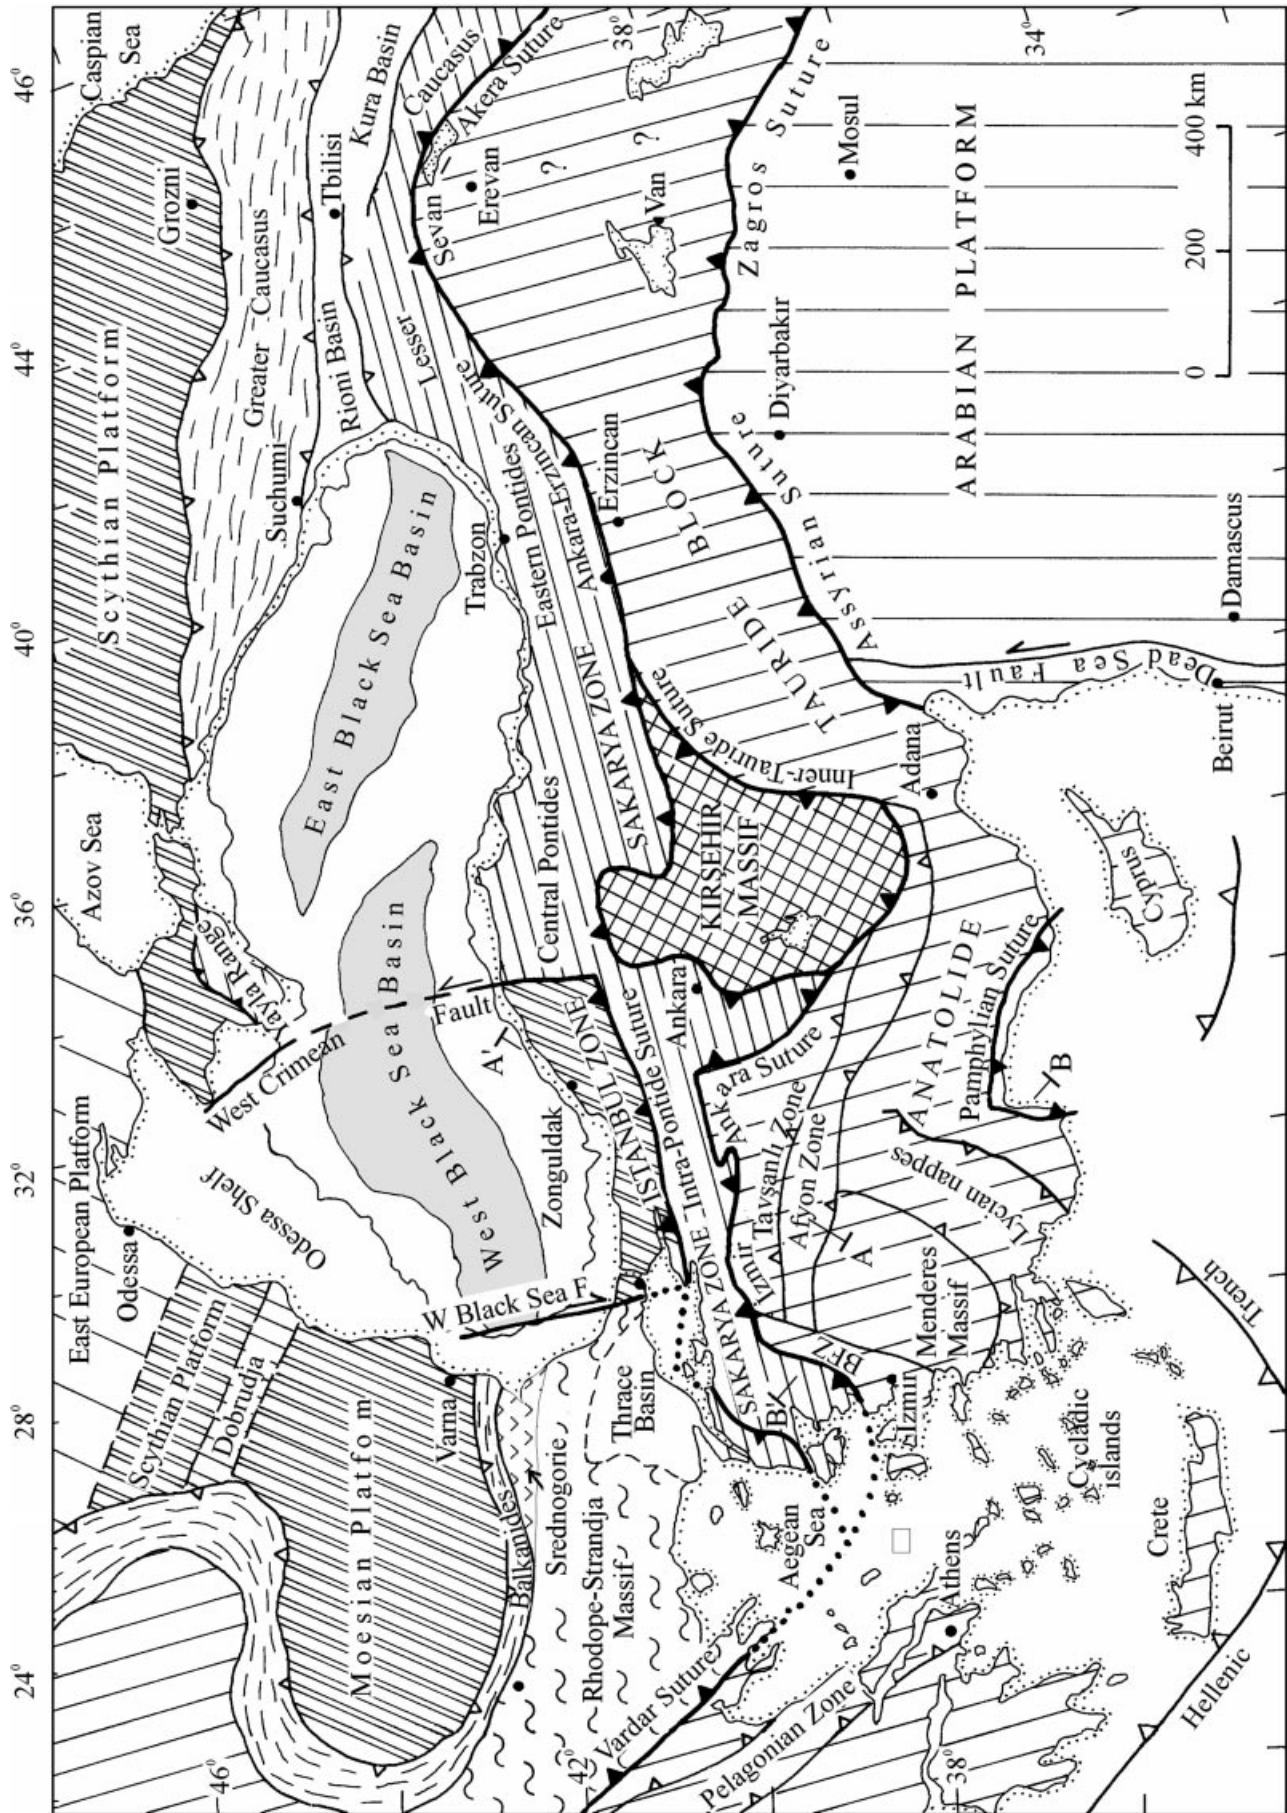 24°
28°
32°
36°
40°
44°
46°
East European Platform
Azov Sea
Scythian Platform
Caspian
Sea
Odessa
Scythian Platform
Dobrudja
Odessa Shelf
Yayla Range
Grozni
Greater Caucasus
Suchumi
Rioni Basin
Tbilisi
Kura Basin
46°
Moesian Platfo m
Varna
West Crimean
Fault
West Black Sea Basin
East Black Sea Basin
W Black Sea F.
Balkanides
Srednogorie
Rhodope-Strandja
Massif
Thrace
Basin
Zonguldak
A'
Trabzon
Lesser
Caucasus
Sevan
Akera Suture
Erevan
ISTANBUL ZONE
Central Pontides
Eastern Pontides
Ankara-Erzincan Suture
42°
38°
Vardar Suture
Pelagonian Zone
Aegean
Sea
SAKARYA ZONE
Intra-Pontide Suture
SAKARYA ZONE
Ankara
KIRSEHIR
MASSIF
Erzincan
Van
?
?
B'
BFZ
Izmir
Ankara Suture
Tavşanlı Zone
Afyon Zone
A
Inner-Tauride Suture
TAURIDE
BLOCK
Izmir
Menderes
Massif
Lycian nappes
ANATOLIDE
Pamphylian Suture
B
Adana
Assyrian Suture
Zagros Suture
Diyarbakır
Mosul
Athens
38°
Cycladic
islands
Crete
Hellenic
Trench
Cyprus
Beirut
Dead Sea
Fault
Damascus
ARABIAN PLATFORM
34°
0
200
400 km